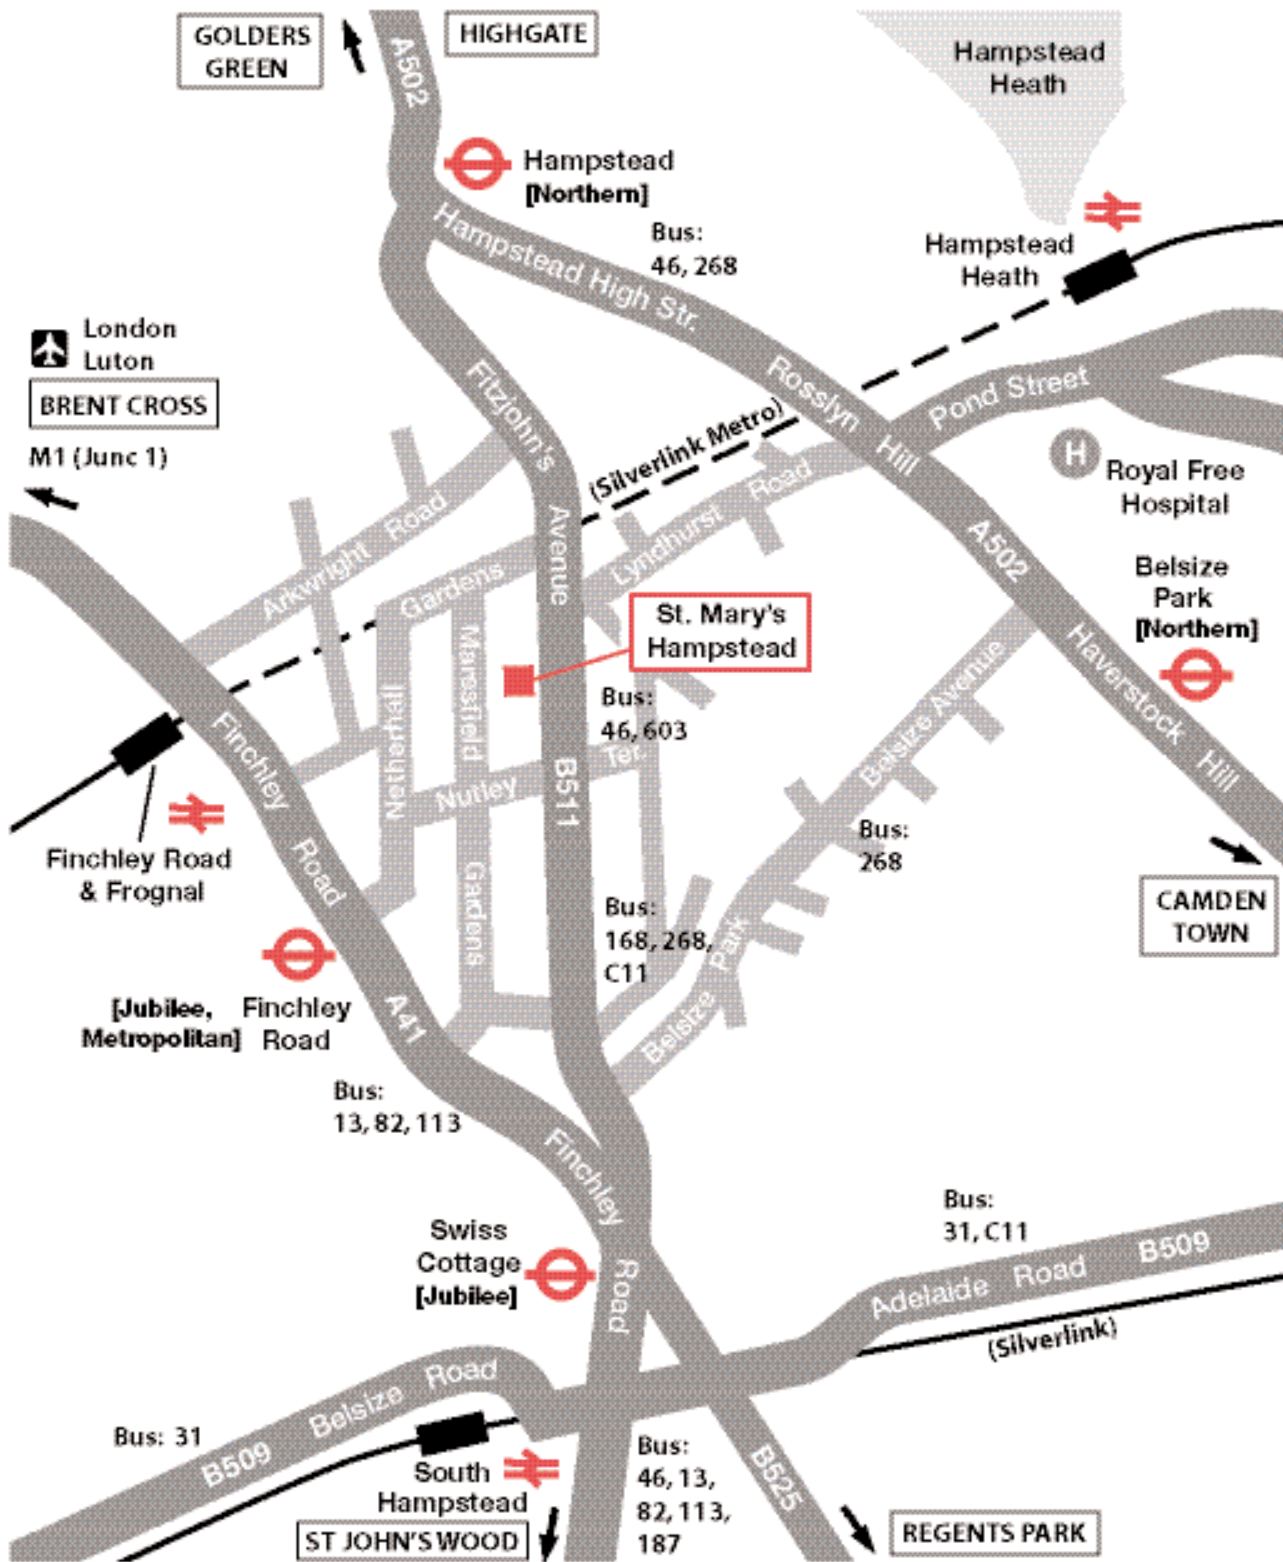 GOLDERS
GREEN
A502
HIGHGATE
Hampstead
Heath
Hampstead
[Northern]
Hampstead High Str.
Bus:
46, 268
Hampstead
Heath
London
Luton
BRENT CROSS
M1 (Junc 1)
Fitzjohn's
Avenue
(Silverlink Metro)
Rosslyn
Hill
Pond Street
H
Royal Free
Hospital
Arkwright Road
Gardens
Lyndhurst Road
A502
Belsize
Park
[Northern]
St. Mary's
Hampstead
Haverstock
Hill
Maresfield
Netherhall
Bus:
46, 603
Belsize Avenue
Finchley
Road
Nutley
Ter.
B511
Bus:
268
Finchley Road
& Frognal
Gardens
Bus:
168, 268,
C11
CAMDEN
TOWN
Belsize Park
[Jubilee,
Metropolitan]
Finchley
Road
A41
Bus:
13, 82, 113
Finchley
Road
Swiss
Cottage
[Jubilee]
Bus:
31, C11
Adelaide Road B509
(Silverlink)
B509 Belsize Road
Bus: 31
South
Hampstead
Bus:
46, 13,
82, 113,
187
B525
ST JOHN'S WOOD
REGENTS PARK